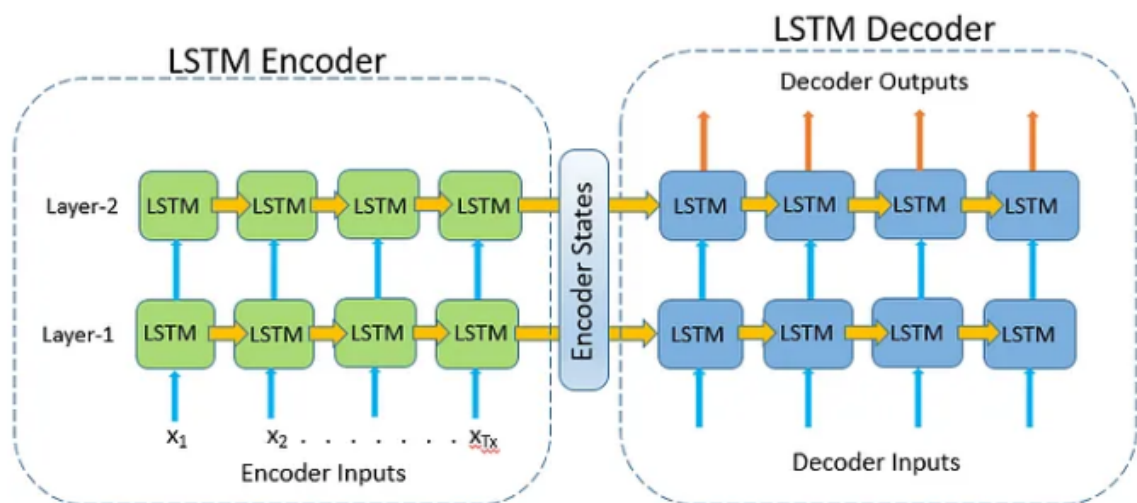 LSTM Encoder
LSTM Decoder
Decoder Outputs
Layer-2
LSTM LSTM LSTM LSTM
LSTM LSTM LSTM LSTM
Encoder States
Layer-1
LSTM LSTM LSTM LSTM
LSTM LSTM LSTM LSTM
x₁ x₂ . . . . . . . x_Tx
Encoder Inputs
Decoder Inputs